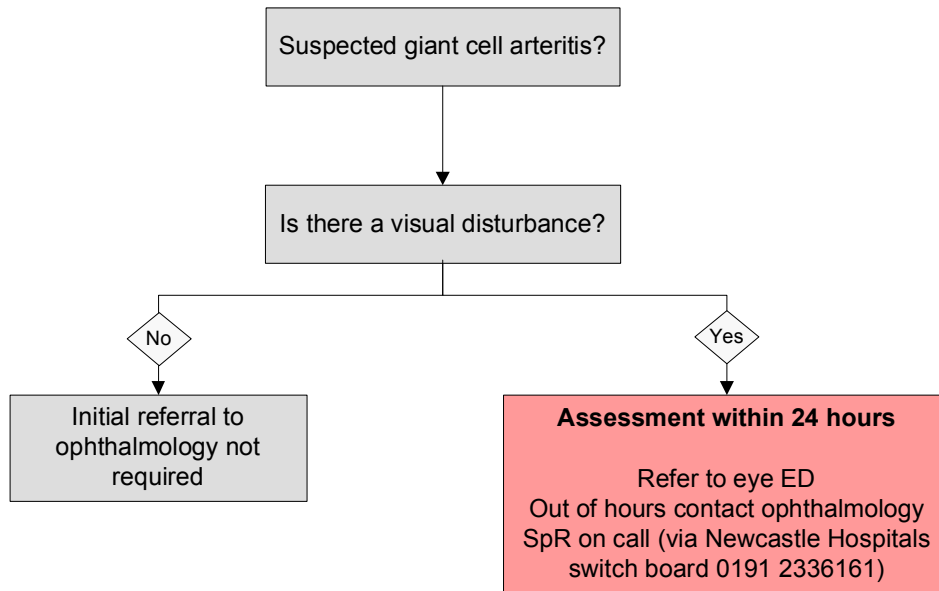 Suspected giant cell arteritis?
Is there a visual disturbance?
No
Yes
Initial referral to
ophthalmology not
required
Assessment within 24 hours
Refer to eye ED
Out of hours contact ophthalmology
SpR on call (via Newcastle Hospitals
switch board 0191 2336161)